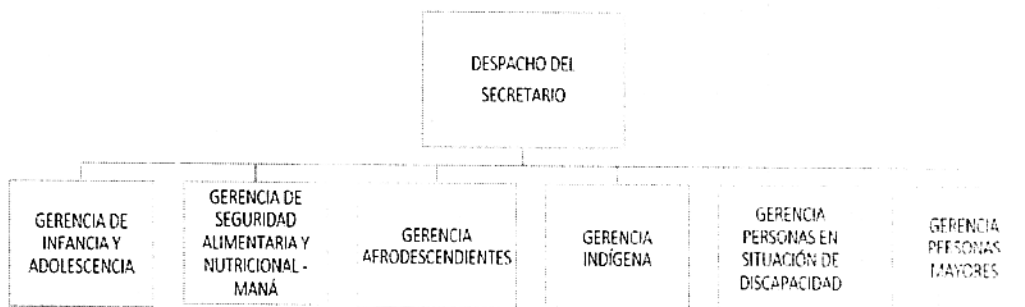 DESPACHO DEL
SECRETARIO
GERENCIA DE
INFANCIA Y
ADOLESCENCIA
GERENCIA DE
SEGURIDAD
ALIMENTARIA Y
NUTRICIONAL -
MANÁ
GERENCIA
AFRODESCENDIENTES
GERENCIA
INDÍGENA
GERENCIA
PERSONAS EN
SITUACIÓN DE
DISCAPACIDAD
GERENCIA
PERSONAS
MAYORES